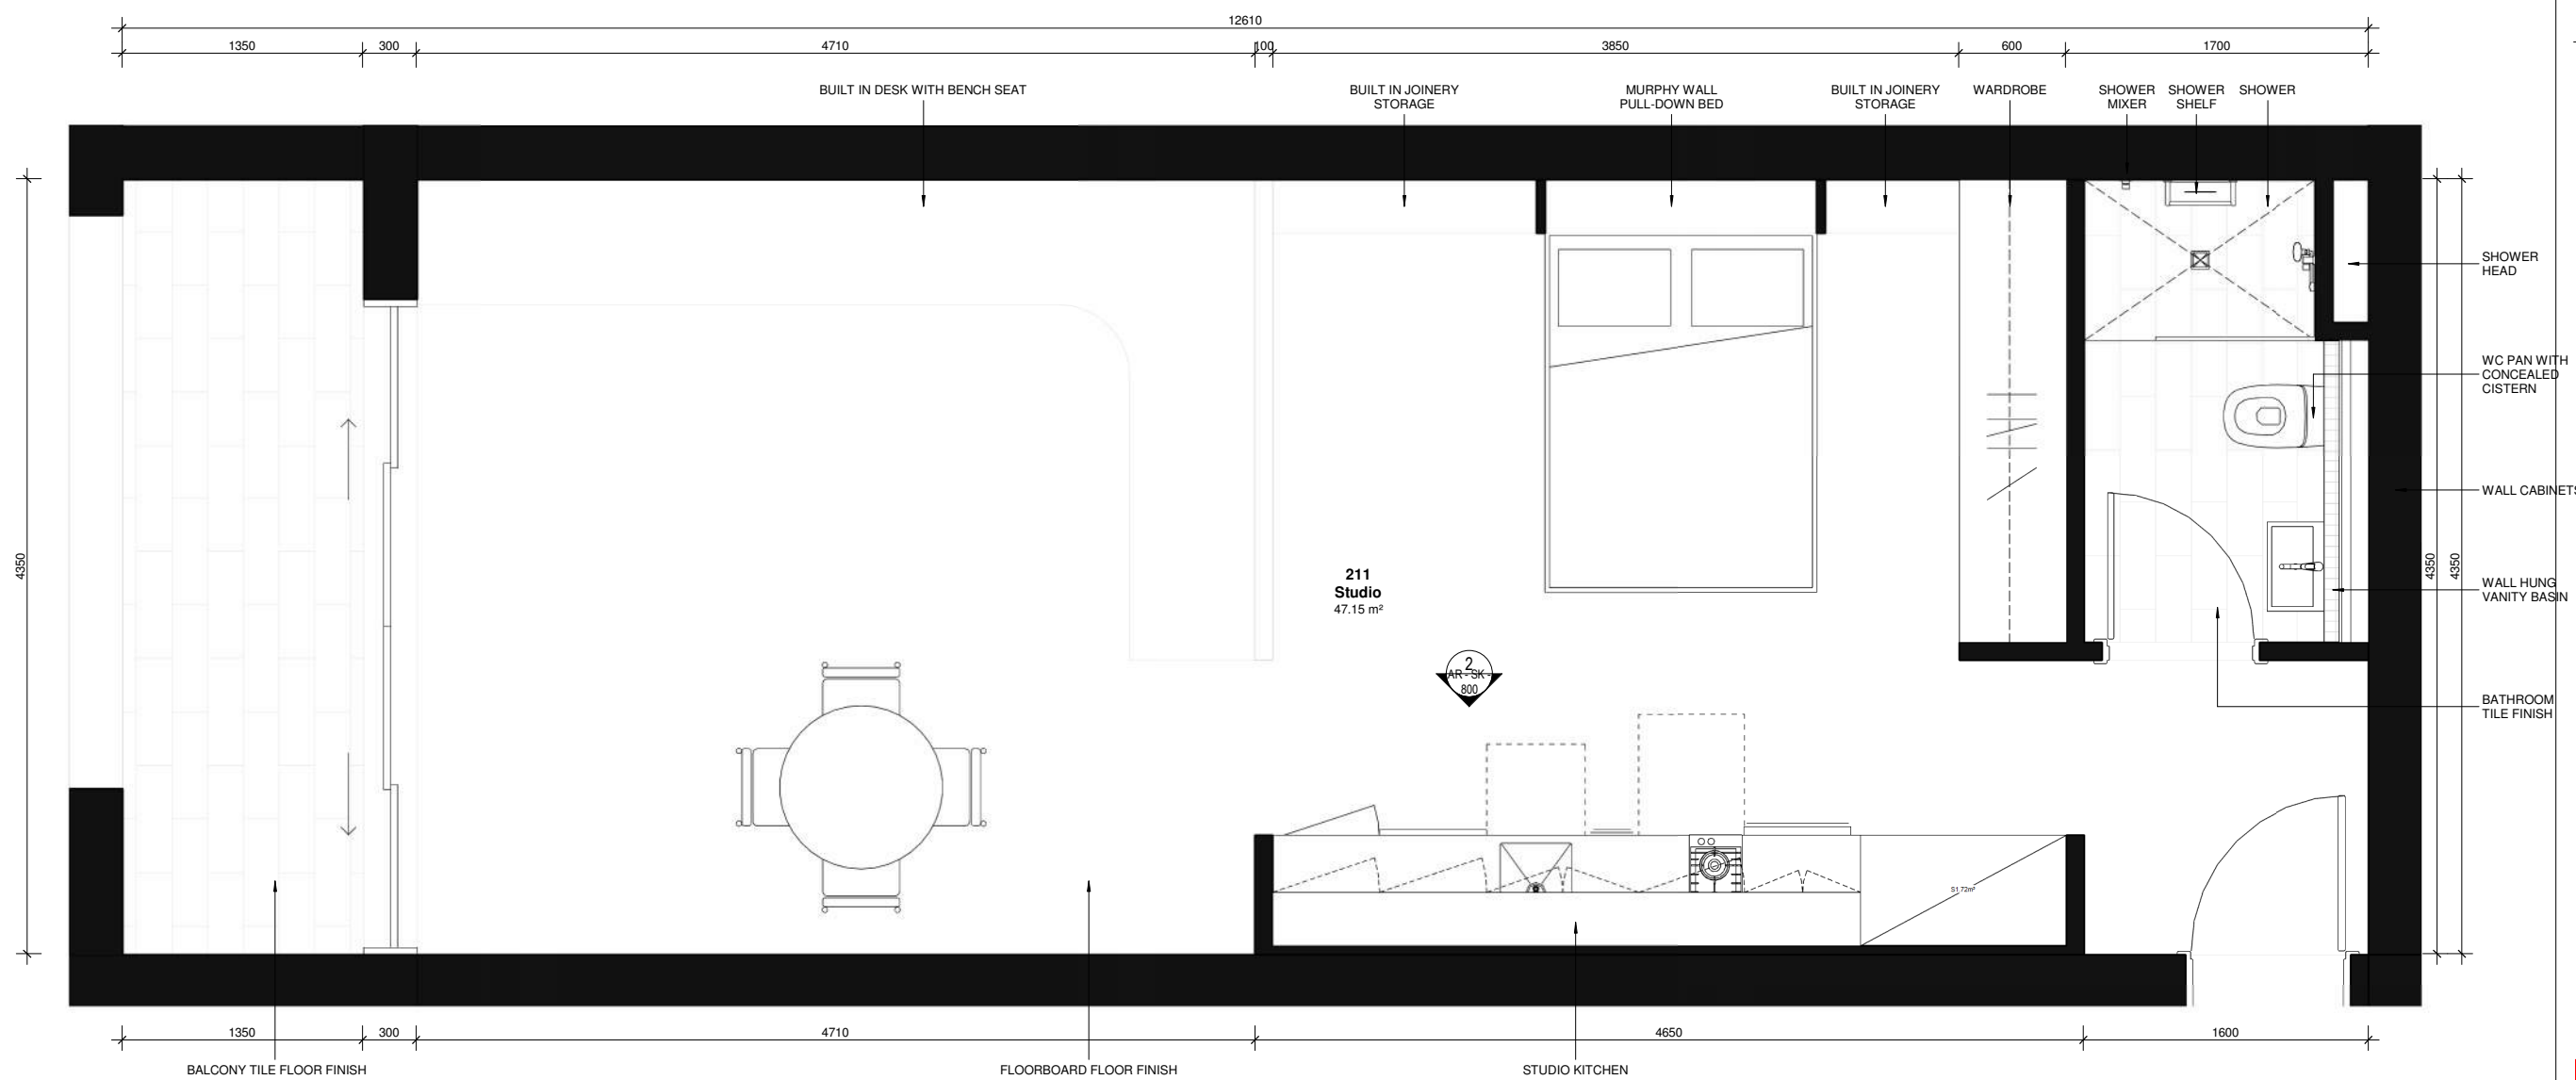 12610
1350 300 4710 100 3850 600 1700
BUILT IN DESK WITH BENCH SEAT
BUILT IN JOINERY
STORAGE
MURPHY WALL
PULL-DOWN BED
BUILT IN JOINERY
STORAGE
WARDROBE
SHOWER
MIXER
SHOWER
SHELF
SHOWER
SHOWER
HEAD
WC PAN WITH
CONCEALED
CISTERN
WALL CABINETS
4350
4350
4350
211
Studio
47.15 m²
WALL HUNG
VANITY BASIN
2
AR - SK -
800
BATHROOM
TILE FINISH
S1.72m³
1350 300 4710 4650 1600
BALCONY TILE FLOOR FINISH
FLOORBOARD FLOOR FINISH
STUDIO KITCHEN